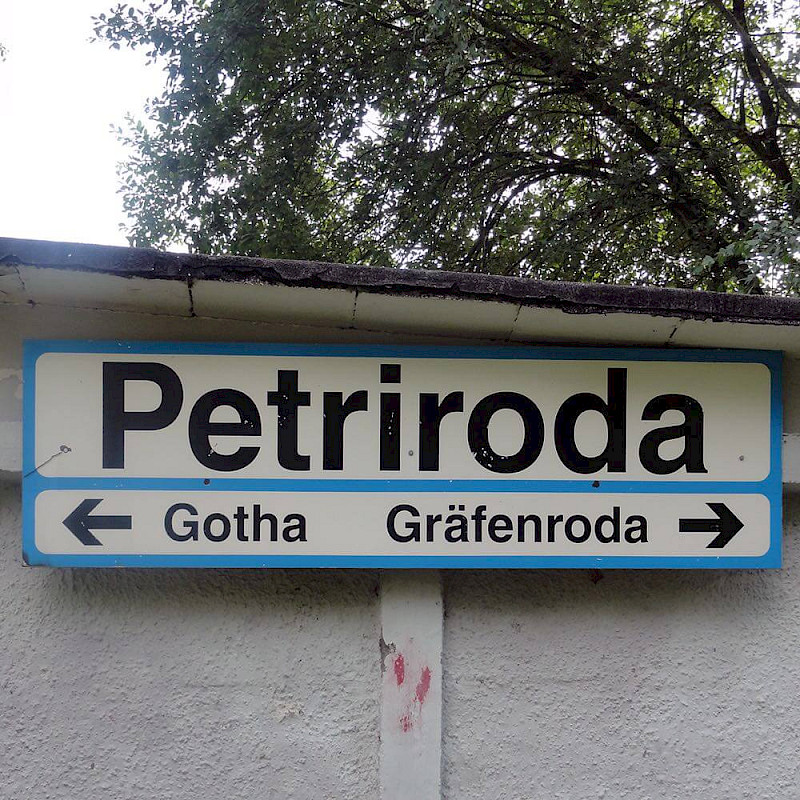 Petriroda
← Gotha Gräfenroda →